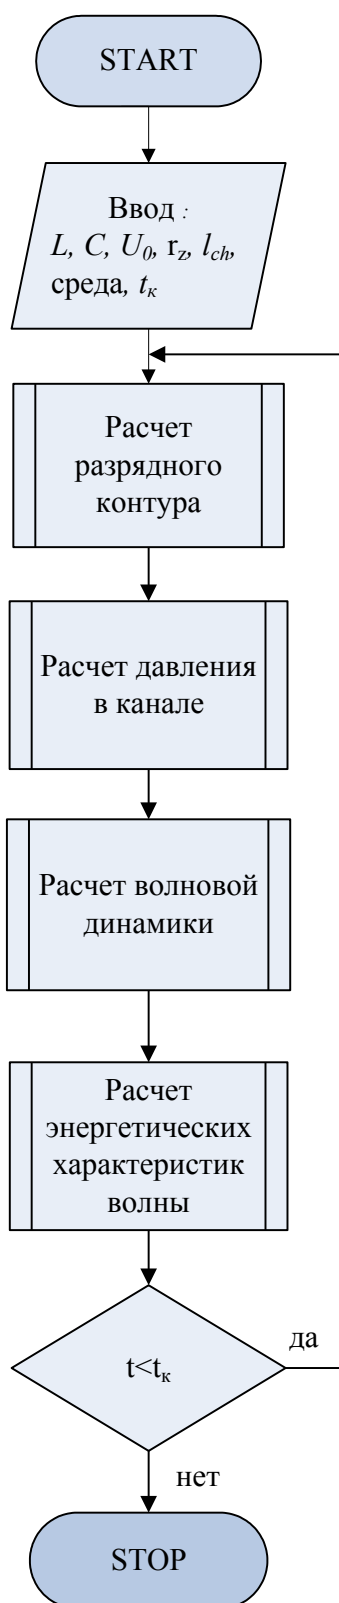 START
Ввод :
L, C, U0, rz, lch,
среда, tк
Расчет
разрядного
контура
Расчет давления
в канале
Расчет волновой
динамики
Расчет
энергетических
характеристик
волны
t<tк
да
нет
STOP